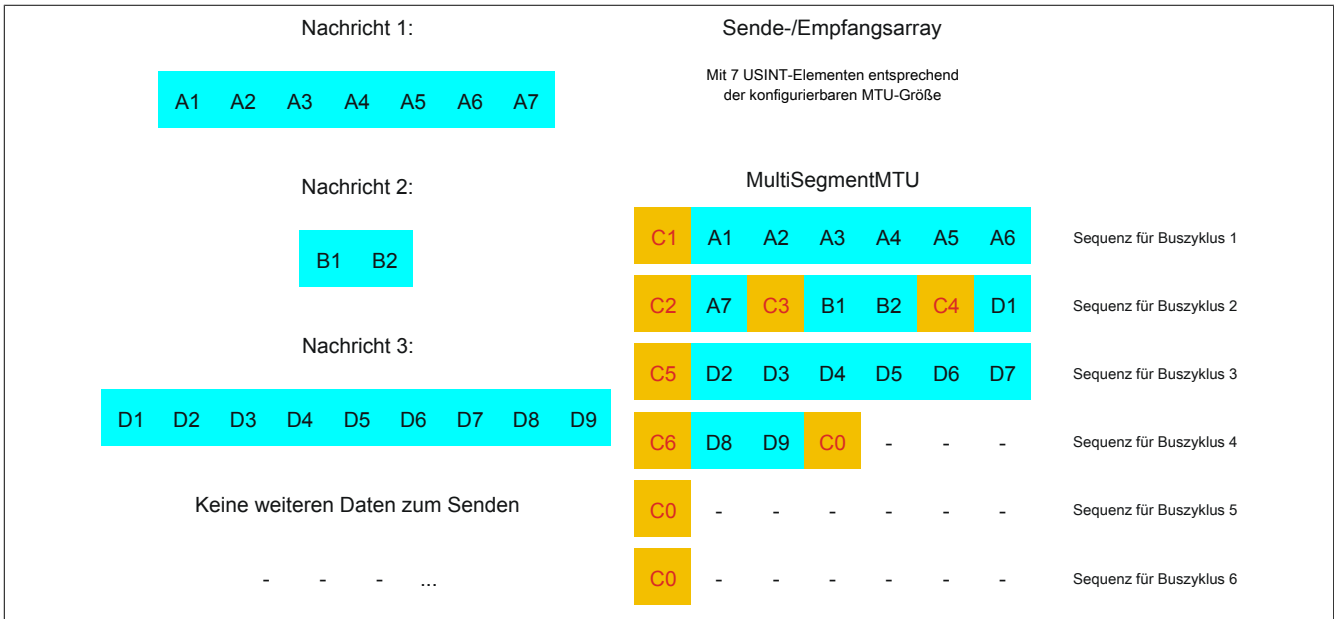 Nachricht 1:
A1 A2 A3 A4 A5 A6 A7
Nachricht 2:
B1 B2
Nachricht 3:
D1 D2 D3 D4 D5 D6 D7 D8 D9
Keine weiteren Daten zum Senden
- - - ...
Sende-/Empfangsarray
Mit 7 USINT-Elementen entsprechend
der konfigurierbaren MTU-Größe
MultiSegmentMTU
C1 A1 A2 A3 A4 A5 A6 Sequenz für Buszyklus 1
C2 A7 C3 B1 B2 C4 D1 Sequenz für Buszyklus 2
C5 D2 D3 D4 D5 D6 D7 Sequenz für Buszyklus 3
C6 D8 D9 C0 - - - Sequenz für Buszyklus 4
C0 - - - - - - Sequenz für Buszyklus 5
C0 - - - - - - Sequenz für Buszyklus 6